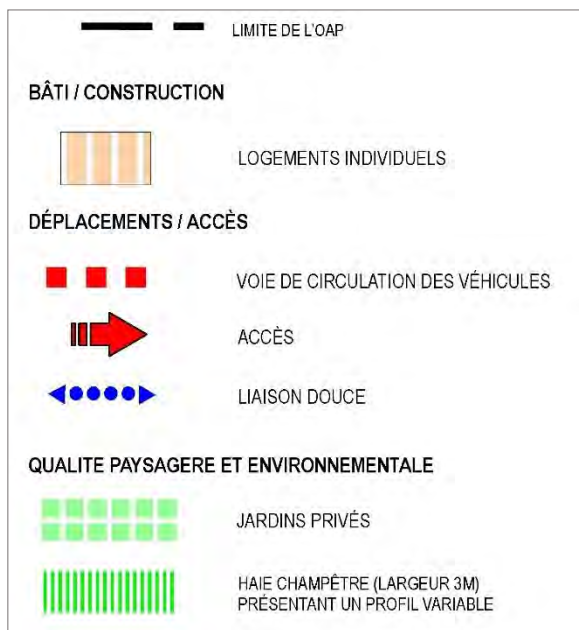 LIMITE DE L'OAP
BÂTI / CONSTRUCTION
LOGEMENTS INDIVIDUELS
DÉPLACEMENTS / ACCÈS
VOIE DE CIRCULATION DES VÉHICULES
ACCÈS
LIAISON DOUCE
QUALITE PAYSAGERE ET ENVIRONNEMENTALE
JARDINS PRIVÉS
HAIE CHAMPÊTRE (LARGEUR 3M)
PRÉSENTANT UN PROFIL VARIABLE